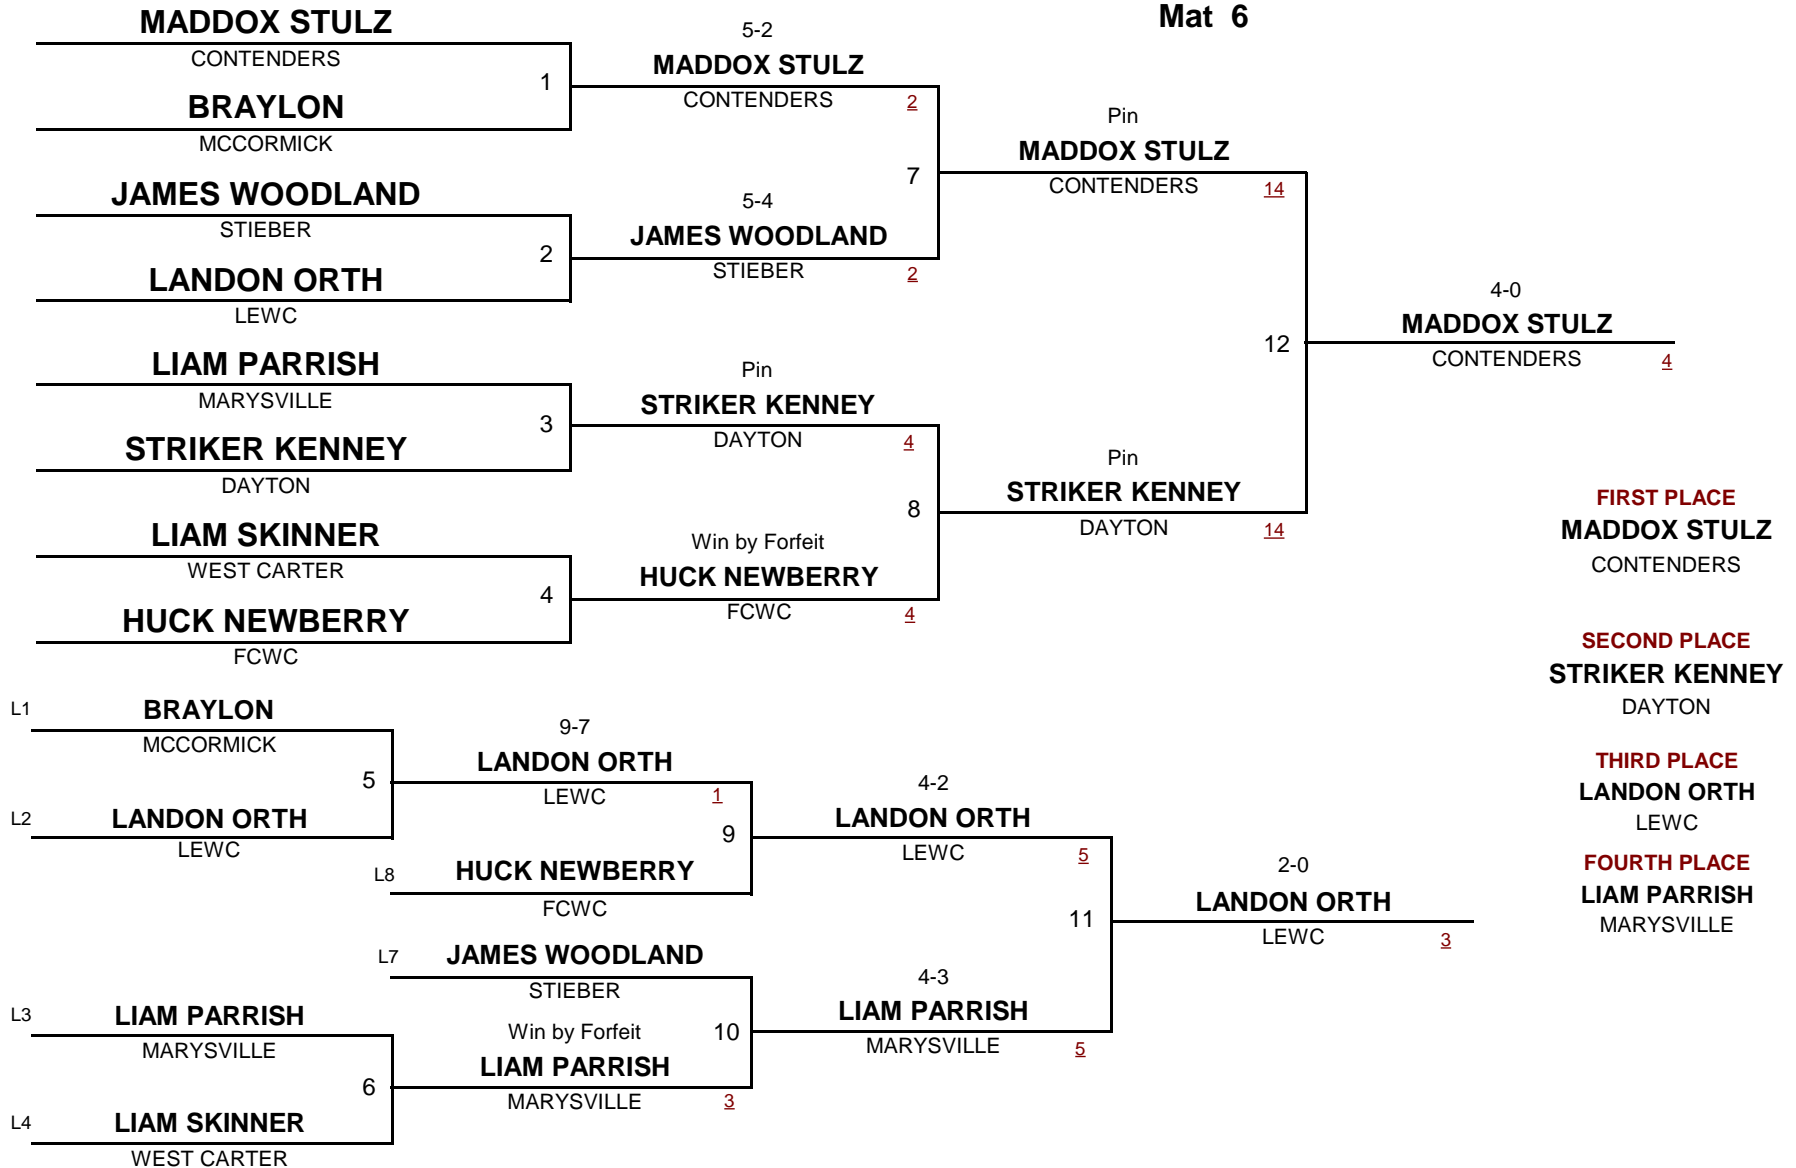 Mat 6
MADDOX STULZ
CONTENDERS
1
BRAYLON
MCCORMICK
JAMES WOODLAND
STIEBER
2
LANDON ORTH
LEWC
LIAM PARRISH
MARYSVILLE
3
STRIKER KENNEY
DAYTON
LIAM SKINNER
WEST CARTER
4
HUCK NEWBERRY
FCWC
5-2
MADDOX STULZ
CONTENDERS 2
7
5-4
JAMES WOODLAND
STIEBER 2
Pin
STRIKER KENNEY
DAYTON 4
8
Win by Forfeit
HUCK NEWBERRY
FCWC 4
Pin
MADDOX STULZ
CONTENDERS 14
12
Pin
STRIKER KENNEY
DAYTON 14
4-0
MADDOX STULZ
CONTENDERS 4
FIRST PLACE
MADDOX STULZ
CONTENDERS
SECOND PLACE
STRIKER KENNEY
DAYTON
THIRD PLACE
LANDON ORTH
LEWC
FOURTH PLACE
LIAM PARRISH
MARYSVILLE
L1 BRAYLON
MCCORMICK
5
L2 LANDON ORTH
LEWC
L3 LIAM PARRISH
MARYSVILLE
6
L4 LIAM SKINNER
WEST CARTER
9-7
LANDON ORTH
LEWC 1
9
L8 HUCK NEWBERRY
FCWC
L7 JAMES WOODLAND
STIEBER
Win by Forfeit 10
LIAM PARRISH
MARYSVILLE 3
4-2
LANDON ORTH
LEWC 5
11
4-3
LIAM PARRISH
MARYSVILLE 5
2-0
LANDON ORTH
LEWC 3